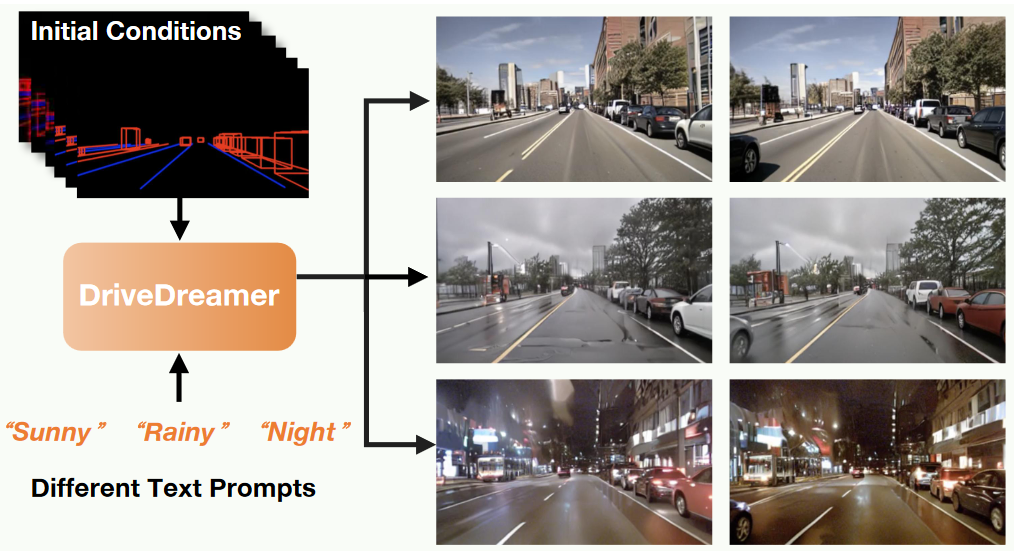 Initial Conditions
DriveDreamer
“Sunny” “Rainy” “Night”
Different Text Prompts